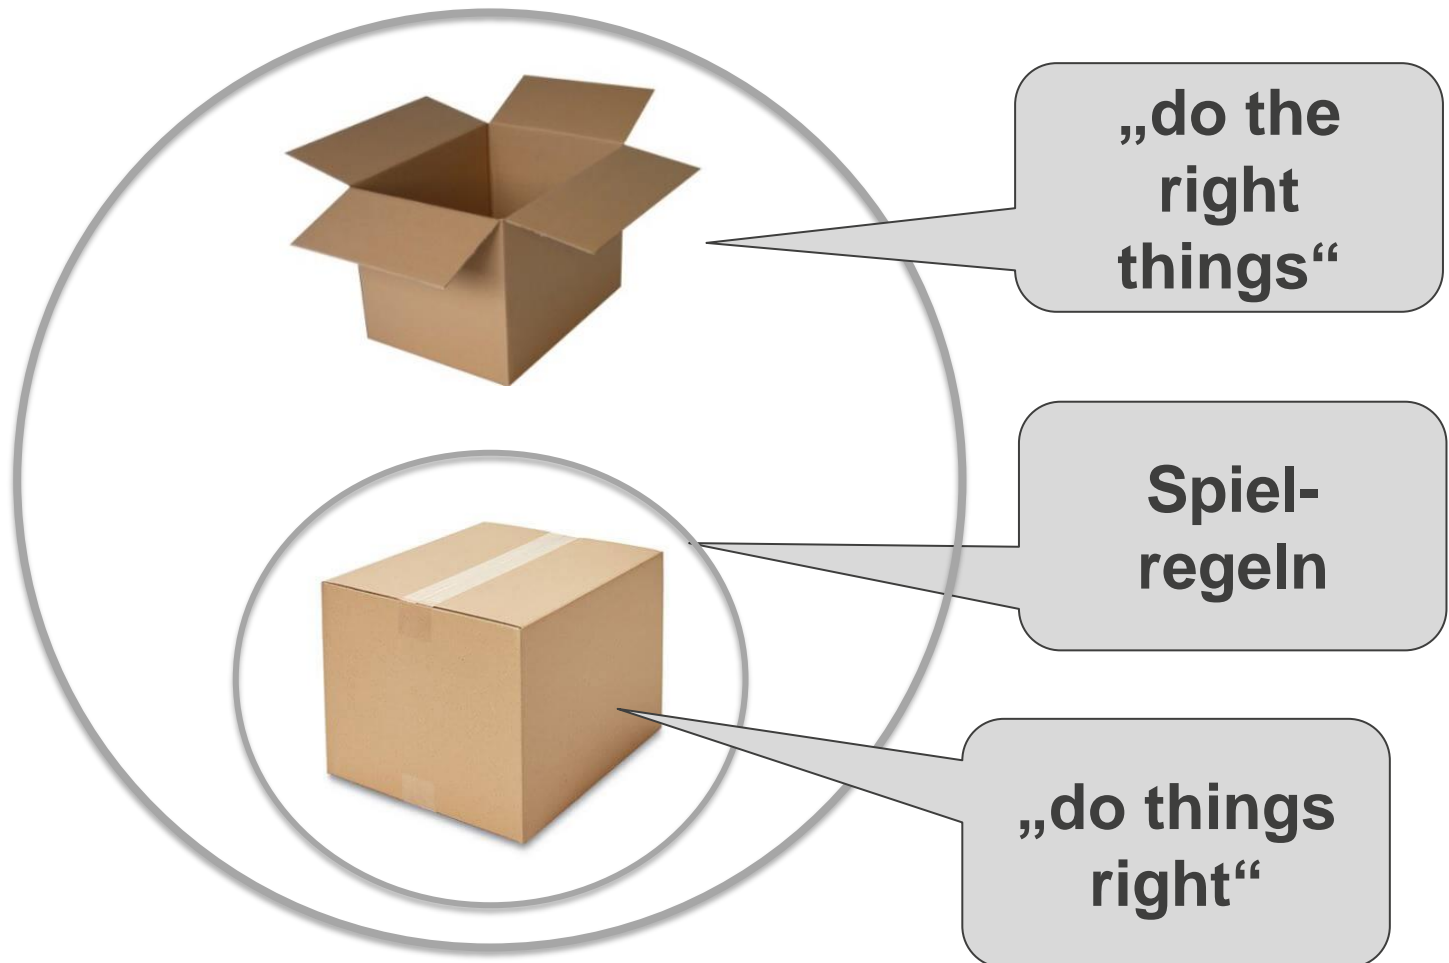 „do the
right
things“
Spiel-
regeln
„do things
right“